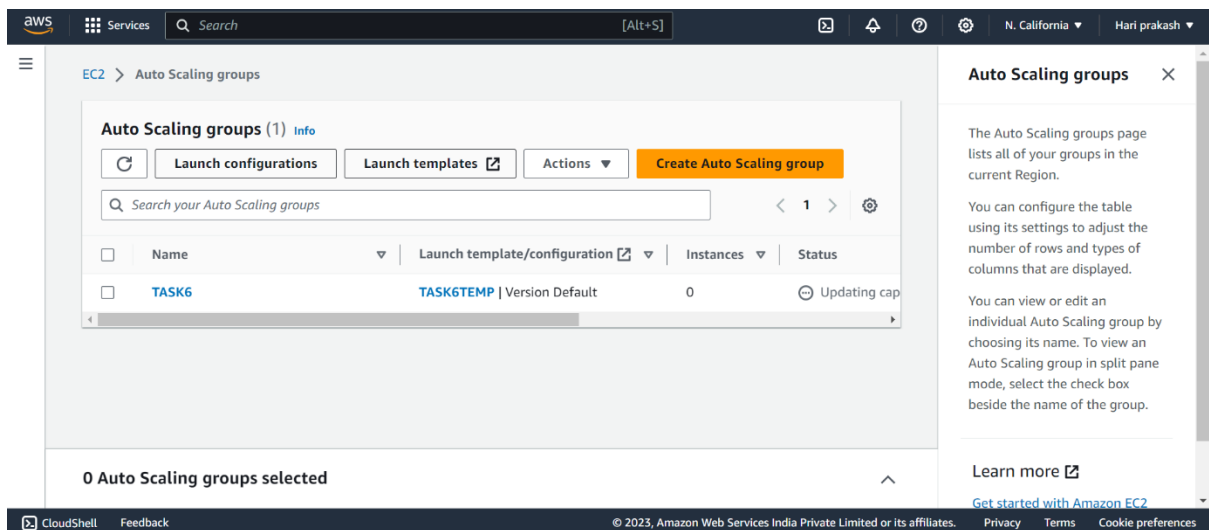 aws
Services
Search
[Alt+S]
N. California ▼
Hari prakash ▼
EC2 > Auto Scaling groups
Auto Scaling groups (1) Info
Launch configurations
Launch templates
Actions ▼
Create Auto Scaling group
Search your Auto Scaling groups
< 1 >
Name
Launch template/configuration
Instances
Status
TASK6
TASK6TEMP | Version Default
0
Updating cap
0 Auto Scaling groups selected
Auto Scaling groups
The Auto Scaling groups page
lists all of your groups in the
current Region.
You can configure the table
using its settings to adjust the
number of rows and types of
columns that are displayed.
You can view or edit an
individual Auto Scaling group by
choosing its name. To view an
Auto Scaling group in split pane
mode, select the check box
beside the name of the group.
Learn more
Get started with Amazon EC2
CloudShell
Feedback
© 2023, Amazon Web Services India Private Limited or its affiliates.
Privacy
Terms
Cookie preferences